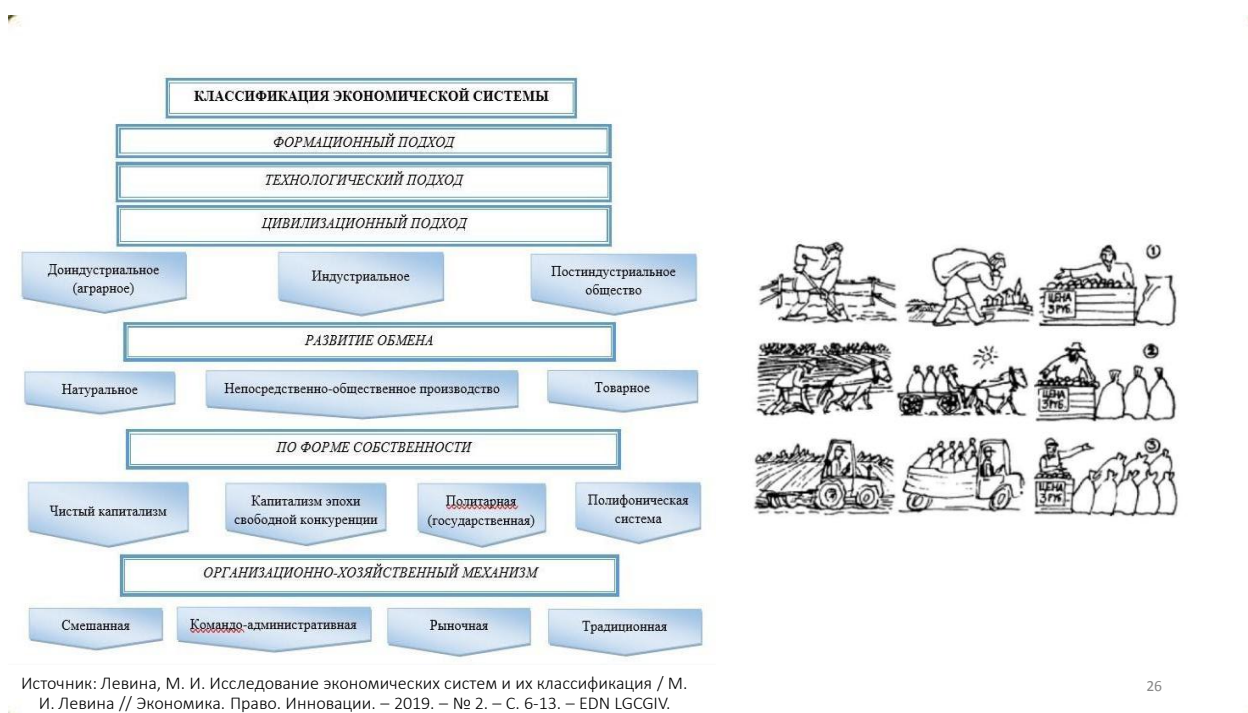 КЛАССИФИКАЦИЯ ЭКОНОМИЧЕСКОЙ СИСТЕМЫ
ФОРМАЦИОННЫЙ ПОДХОД
ТЕХНОЛОГИЧЕСКИЙ ПОДХОД
ЦИВИЛИЗАЦИОННЫЙ ПОДХОД
Доиндустриальное
(аграрное)
Индустриальное
Постиндустриальное
общество
РАЗВИТИЕ ОБМЕНА
Натуральное
Непосредственно-общественное производство
Товарное
ПО ФОРМЕ СОБСТВЕННОСТИ
Чистый капитализм
Капитализм эпохи
свободной конкуренции
Политарная
(государственная)
Полифоническая
система
ОРГАНИЗАЦИОННО-ХОЗЯЙСТВЕННЫЙ МЕХАНИЗМ
Смешанная
Командо-административная
Рыночная
Традиционная
Источник: Левина, М. И. Исследование экономических систем и их классификация / М.
И. Левина // Экономика. Право. Инновации. – 2019. – № 2. – С. 6-13. – EDN LGCGIV.
1
ЦЕНА
3 РУБ.
2
ЦЕНА
3 РУБ.
3
ЦЕНА
3 РУБ.
26